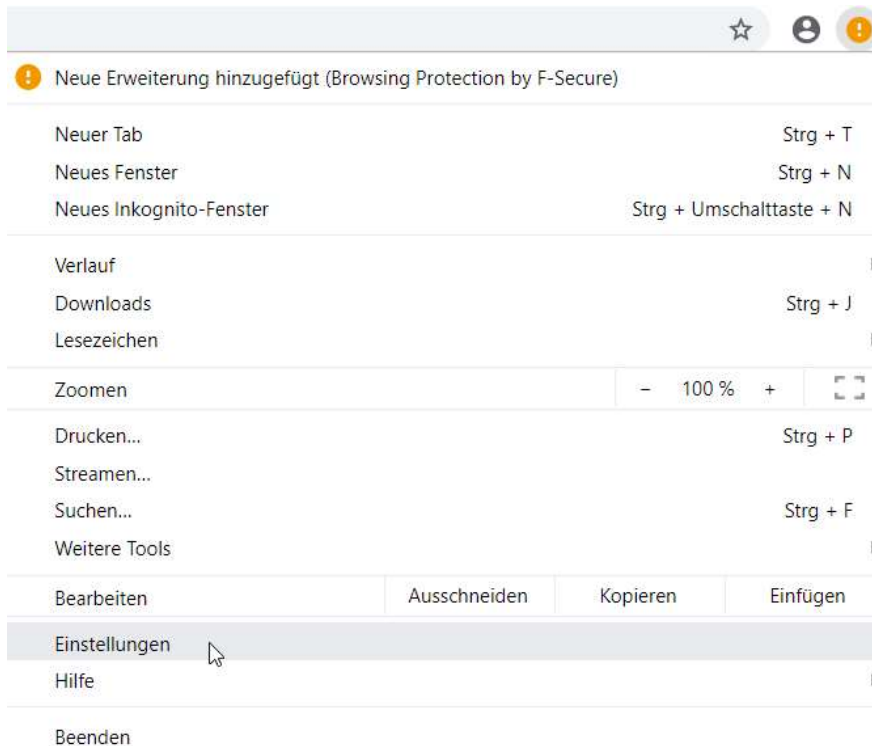 Neue Erweiterung hinzugefügt (Browsing Protection by F-Secure)
Neuer Tab Strg + T
Neues Fenster Strg + N
Neues Inkognito-Fenster Strg + Umschalttaste + N
Verlauf
Downloads Strg + J
Lesezeichen
Zoomen - 100 % +
Drucken... Strg + P
Streamen...
Suchen... Strg + F
Weitere Tools
Bearbeiten Ausschneiden Kopieren Einfügen
Einstellungen
Hilfe
Beenden